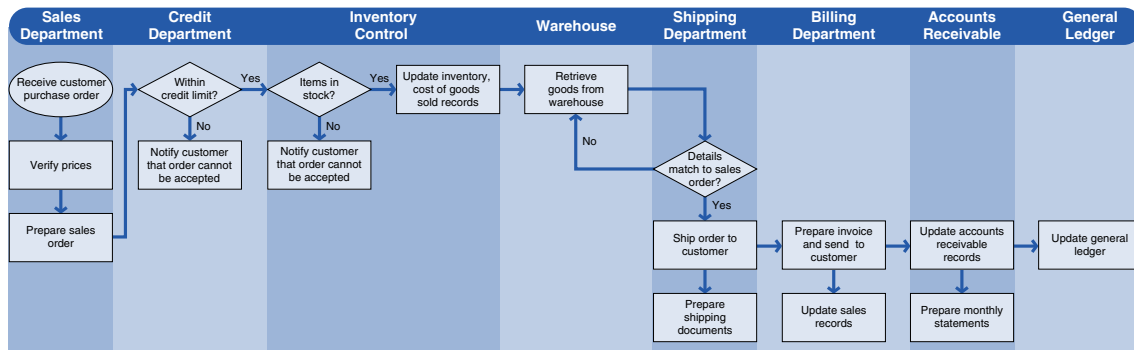 Sales
Department
Credit
Department
Inventory
Control
Warehouse
Shipping
Department
Billing
Department
Accounts
Receivable
General
Ledger
Receive customer
purchase order
Verify prices
Prepare sales
order
Within
credit limit?
Yes
No
Notify customer
that order cannot
be accepted
Items in
stock?
Yes
No
Notify customer
that order cannot
be accepted
Update inventory,
cost of goods
sold records
Retrieve
goods from
warehouse
No
Details
match to sales
order?
Yes
Ship order to
customer
Prepare
shipping
documents
Prepare invoice
and send to
customer
Update sales
records
Update accounts
receivable
records
Prepare monthly
statements
Update general
ledger